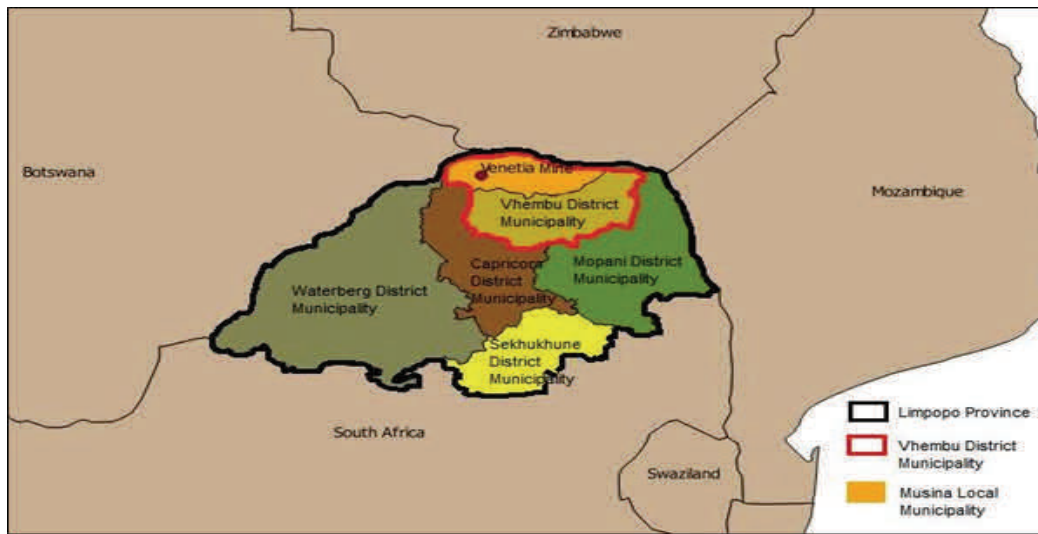 Zimbabwe
Botswana
Venetia Mine
Mozambique
Vhembu District
Municipality
Capricorn
District
Municipality
Mopani District
Municipality
Waterberg District
Municipality
Sekhukhune
District
Municipality
South Africa
Swaziland
Limpopo Province
Vhembu District
Municipality
Musina Local
Municipality